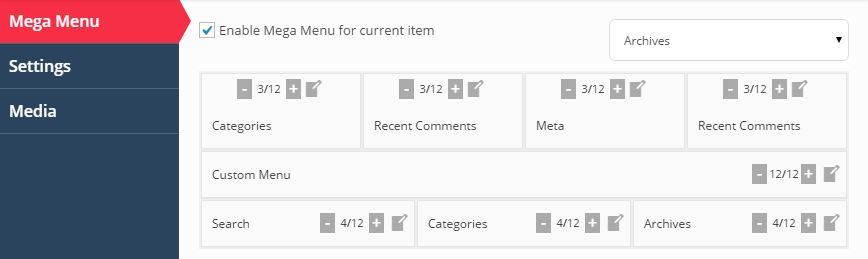 Mega Menu
Settings
Media
Enable Mega Menu for current item
Archives
- 3/12 + - 3/12 + - 3/12 + - 3/12 +
Categories Recent Comments Meta Recent Comments
Custom Menu - 12/12 +
Search - 4/12 + Categories - 4/12 + Archives - 4/12 +